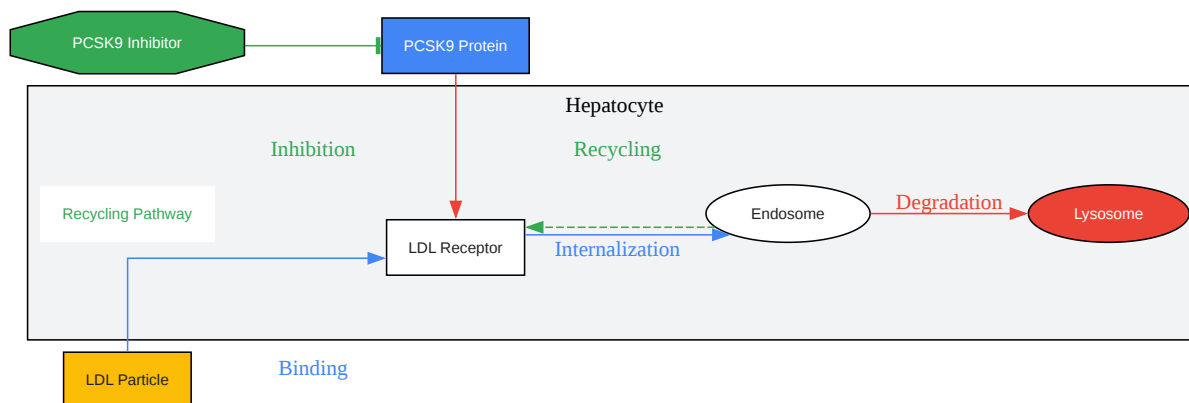 PCSK9 Inhibitor
PCSK9 Protein
Hepatocyte
Inhibition
Recycling
Recycling Pathway
Endosome
Degradation
Lysosome
LDL Receptor
Internalization
Binding
LDL Particle